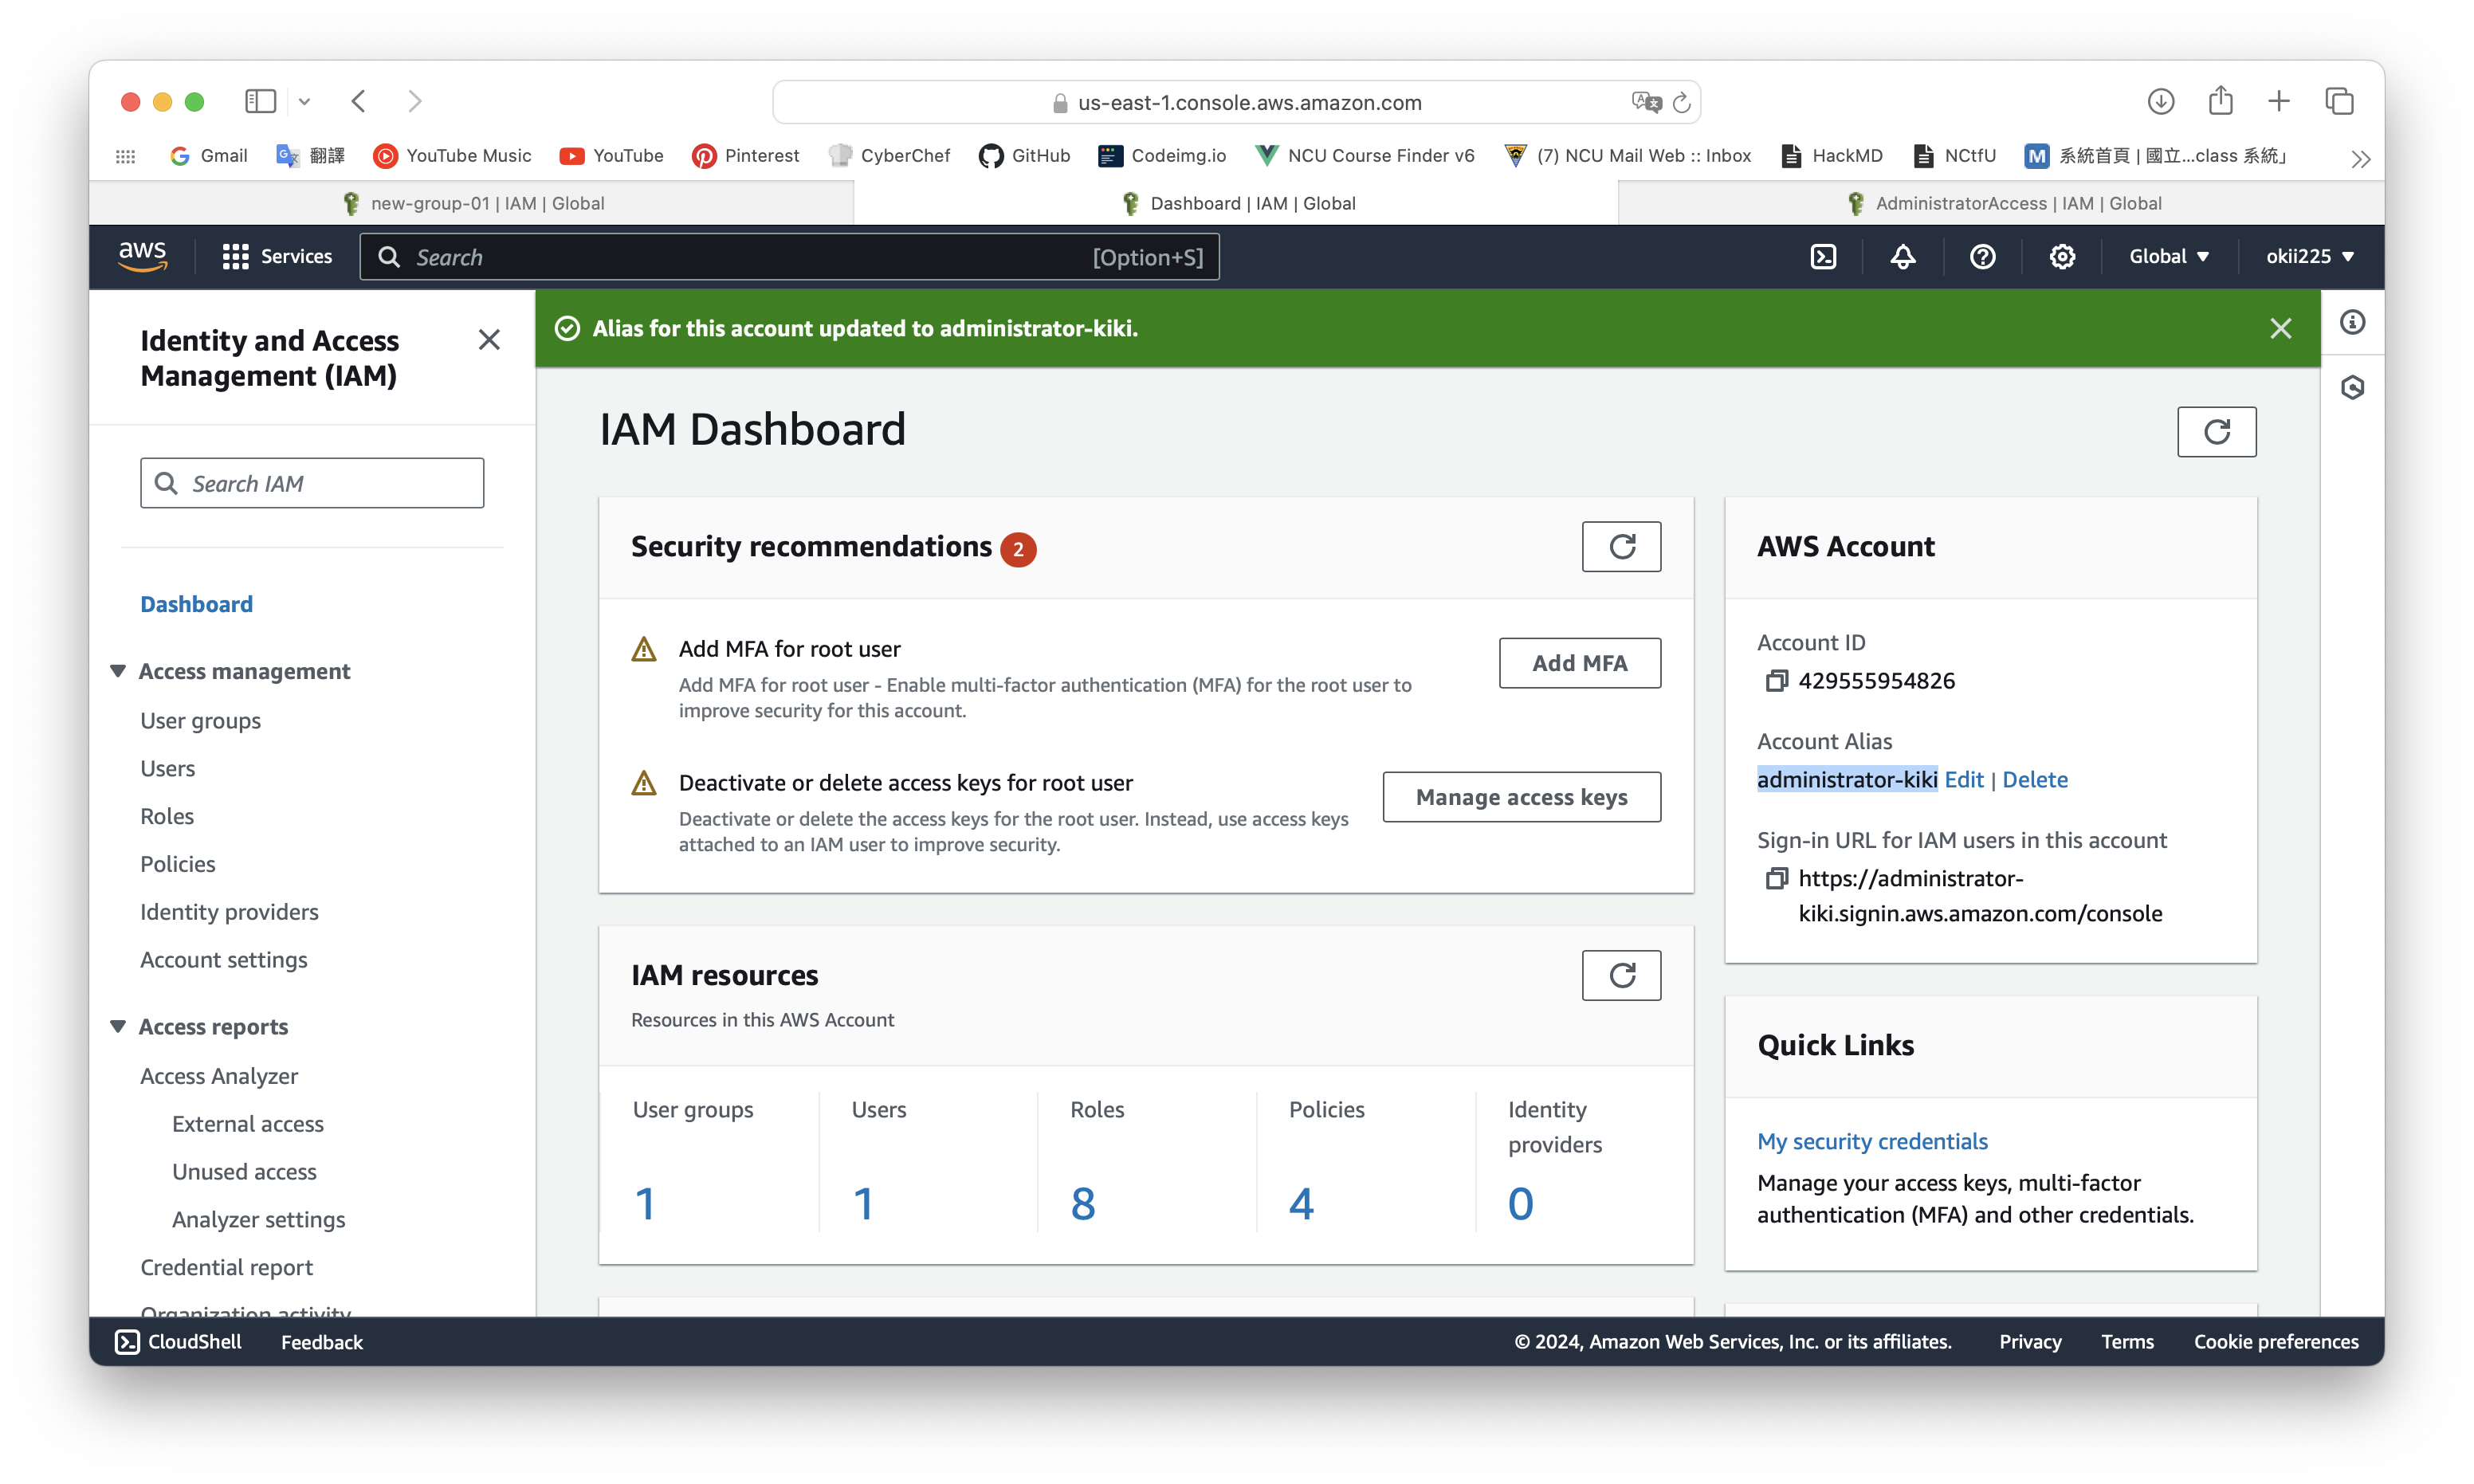 us-east-1.console.aws.amazon.com
Gmail
翻譯
YouTube Music
YouTube
Pinterest
CyberChef
GitHub
Codeimg.io
NCU Course Finder v6
(7) NCU Mail Web :: Inbox
HackMD
NCtfU
系統首頁 | 國立...class 系統」
new-group-01 | IAM | Global
Dashboard | IAM | Global
AdministratorAccess | IAM | Global
aws
Services
Search
[Option+S]
Global
okii225
Identity and Access
Management (IAM)
Search IAM
Dashboard
Access management
User groups
Users
Roles
Policies
Identity providers
Account settings
Access reports
Access Analyzer
External access
Unused access
Analyzer settings
Credential report
Organization activity
Alias for this account updated to administrator-kiki.
IAM Dashboard
Security recommendations 2
Add MFA for root user
Add MFA for root user - Enable multi-factor authentication (MFA) for the root user to
improve security for this account.
Add MFA
Deactivate or delete access keys for root user
Deactivate or delete the access keys for the root user. Instead, use access keys
attached to an IAM user to improve security.
Manage access keys
IAM resources
Resources in this AWS Account
User groups
1
Users
1
Roles
8
Policies
4
Identity
providers
0
AWS Account
Account ID
429555954826
Account Alias
administrator-kiki Edit | Delete
Sign-in URL for IAM users in this account
https://administrator-
kiki.signin.aws.amazon.com/console
Quick Links
My security credentials
Manage your access keys, multi-factor
authentication (MFA) and other credentials.
CloudShell
Feedback
© 2024, Amazon Web Services, Inc. or its affiliates.
Privacy
Terms
Cookie preferences